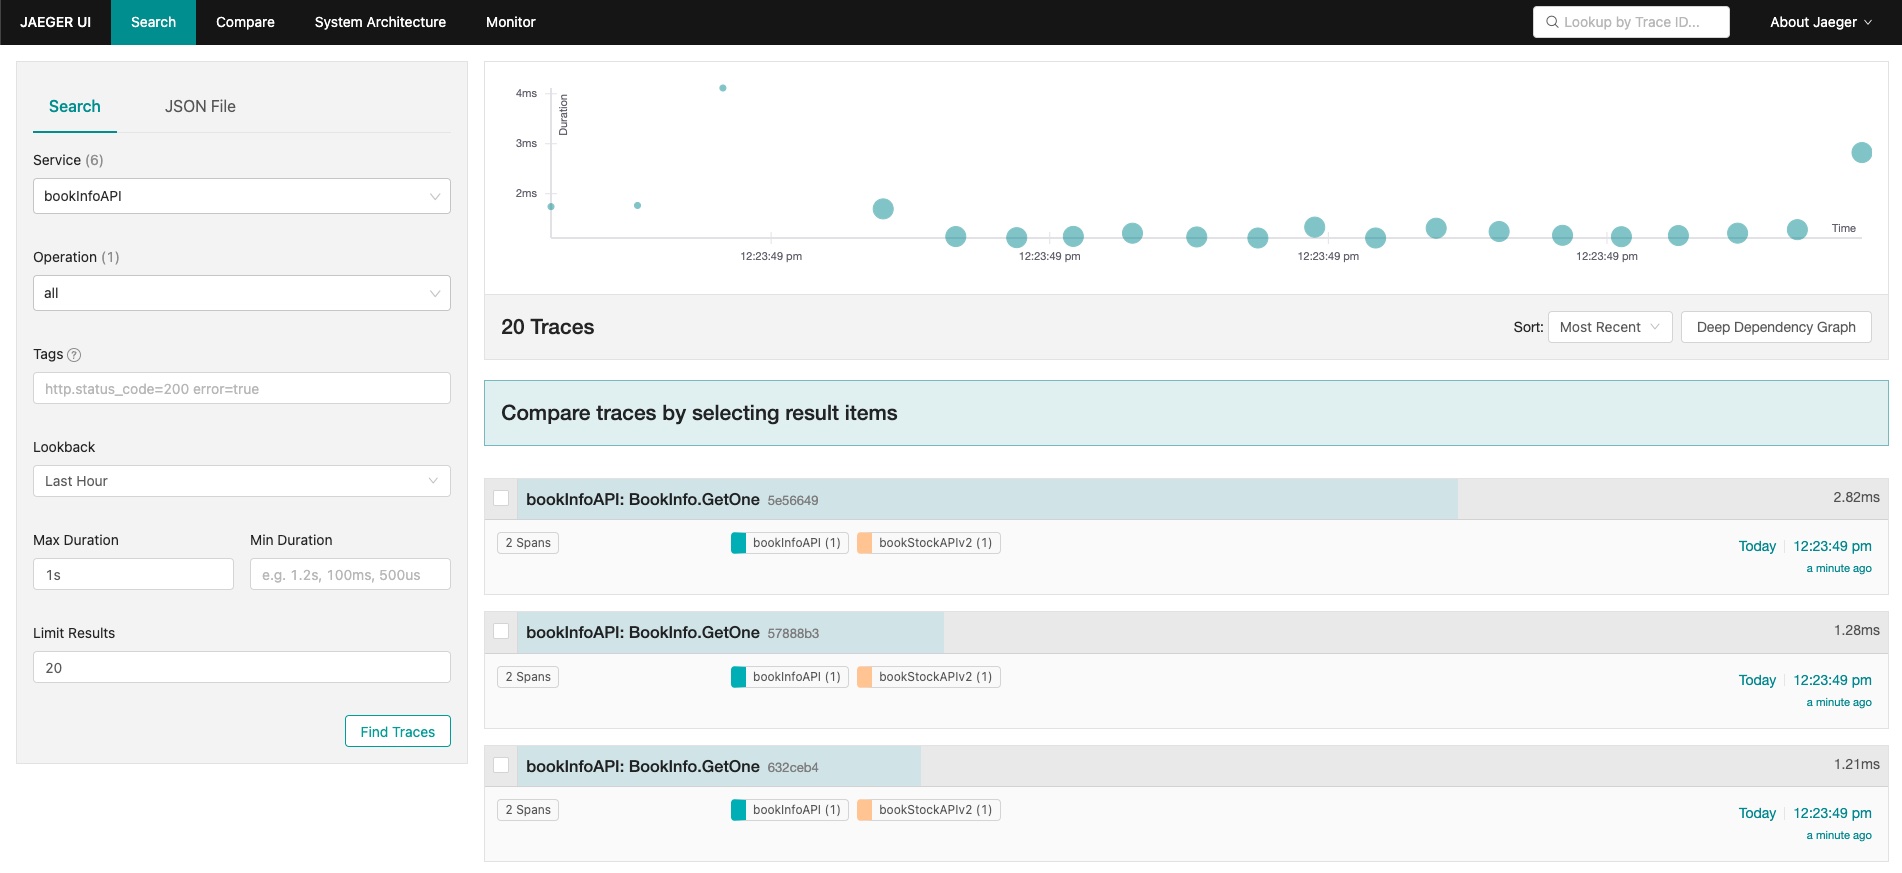 JAEGER UI Search Compare System Architecture Monitor Lookup by Trace ID... About Jaeger
Search JSON File
Service (6)
bookInfoAPI
Operation (1)
all
Tags ?
http.status_code=200 error=true
Lookback
Last Hour
Max Duration Min Duration
1s e.g. 1.2s, 100ms, 500us
Limit Results
20
Find Traces
4ms
3ms
2ms
Duration
Time
12:23:49 pm 12:23:49 pm 12:23:49 pm 12:23:49 pm
20 Traces Sort: Most Recent Deep Dependency Graph
Compare traces by selecting result items
bookInfoAPI: BookInfo.GetOne 5e56649 2.82ms
2 Spans bookInfoAPI (1) bookStockAPIv2 (1) Today 12:23:49 pm
a minute ago
bookInfoAPI: BookInfo.GetOne 57888b3 1.28ms
2 Spans bookInfoAPI (1) bookStockAPIv2 (1) Today 12:23:49 pm
a minute ago
bookInfoAPI: BookInfo.GetOne 632ceb4 1.21ms
2 Spans bookInfoAPI (1) bookStockAPIv2 (1) Today 12:23:49 pm
a minute ago